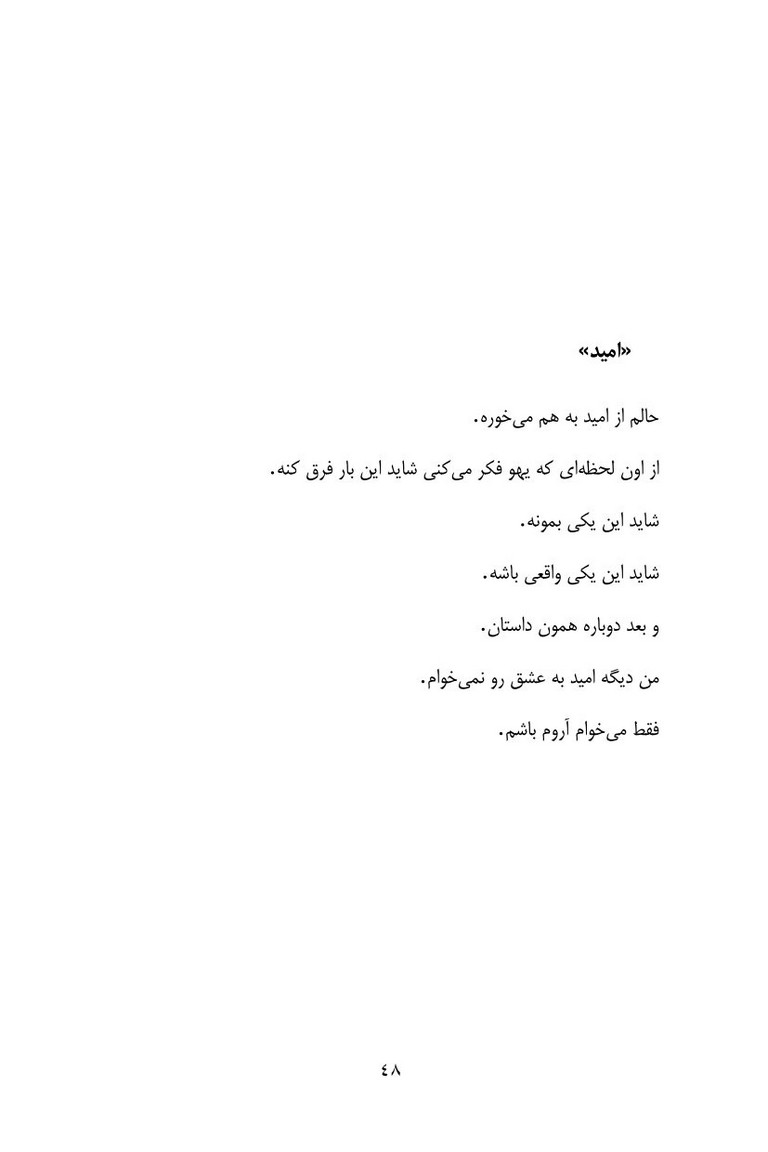 «امید»
حالم از امید به هم می‌خوره.
از اون لحظه‌ای که یهو فکر می‌کنی شاید این بار فرق کنه.
شاید این یکی بمونه.
شاید این یکی واقعی باشه.
و بعد دوباره همون داستان.
من دیگه امید به عشق رو نمی‌خوام.
فقط می‌خوام آروم باشم.
٤٨